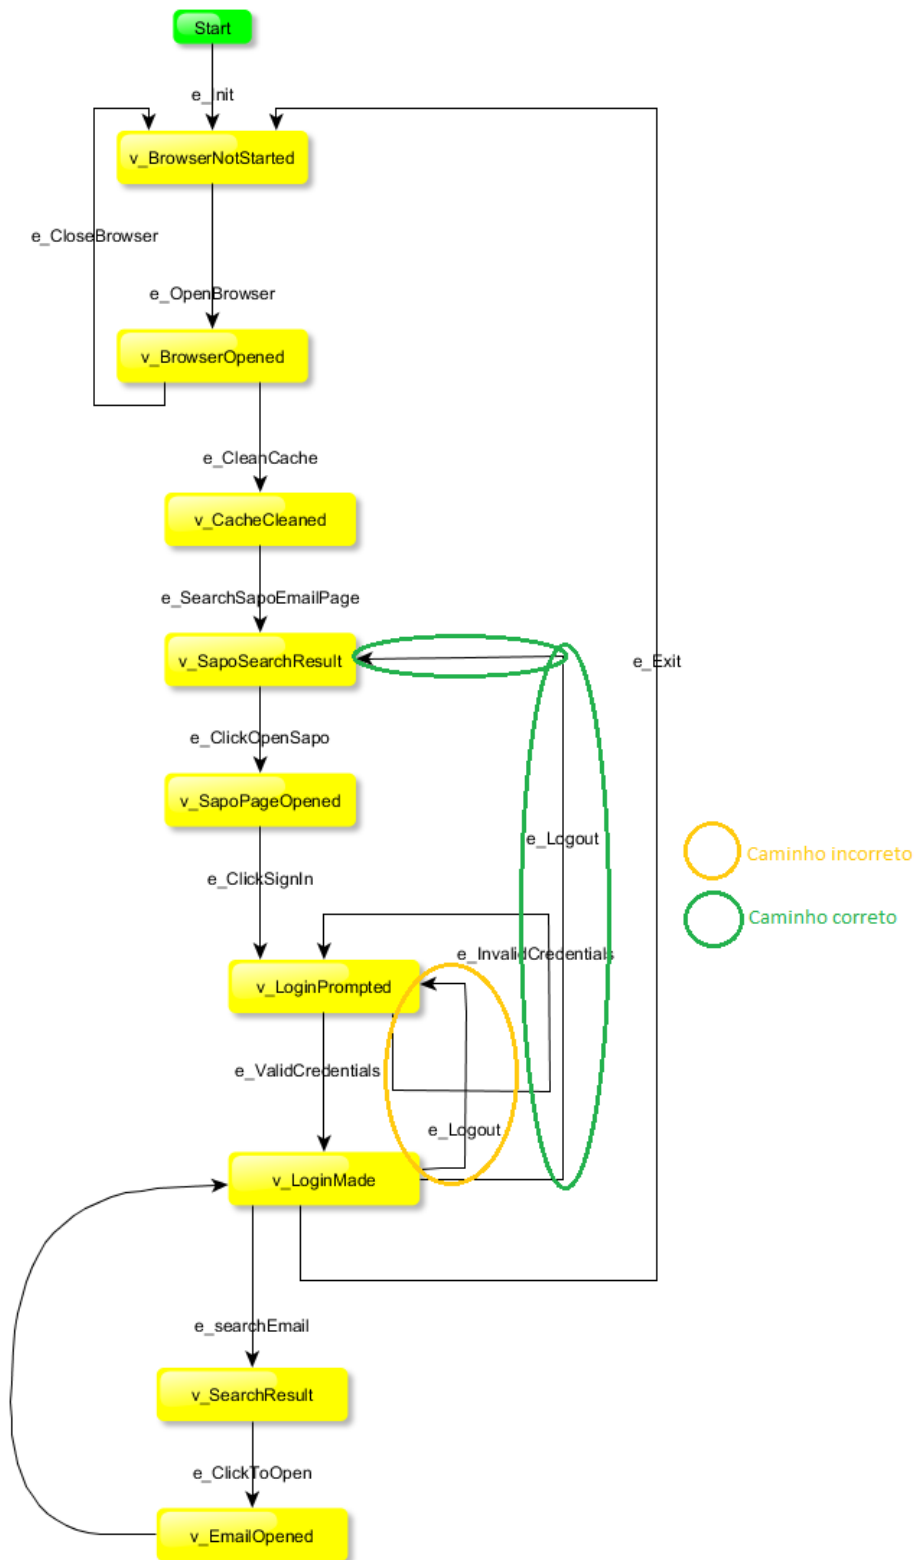 Start
e_Init
v_BrowserNotStarted
e_CloseBrowser
e_OpenBrowser
v_BrowserOpened
e_CleanCache
v_CacheCleaned
e_SearchSapoEmailPage
v_SapoSearchResult
e_Exit
e_ClickOpenSapo
v_SapoPageOpened
e_Logout
Caminho incorreto
e_ClickSignIn
Caminho correto
e_InvalidCredentials
v_LoginPrompted
e_ValidCredentials
e_Logout
v_LoginMade
e_searchEmail
v_SearchResult
e_ClickToOpen
v_EmailOpened